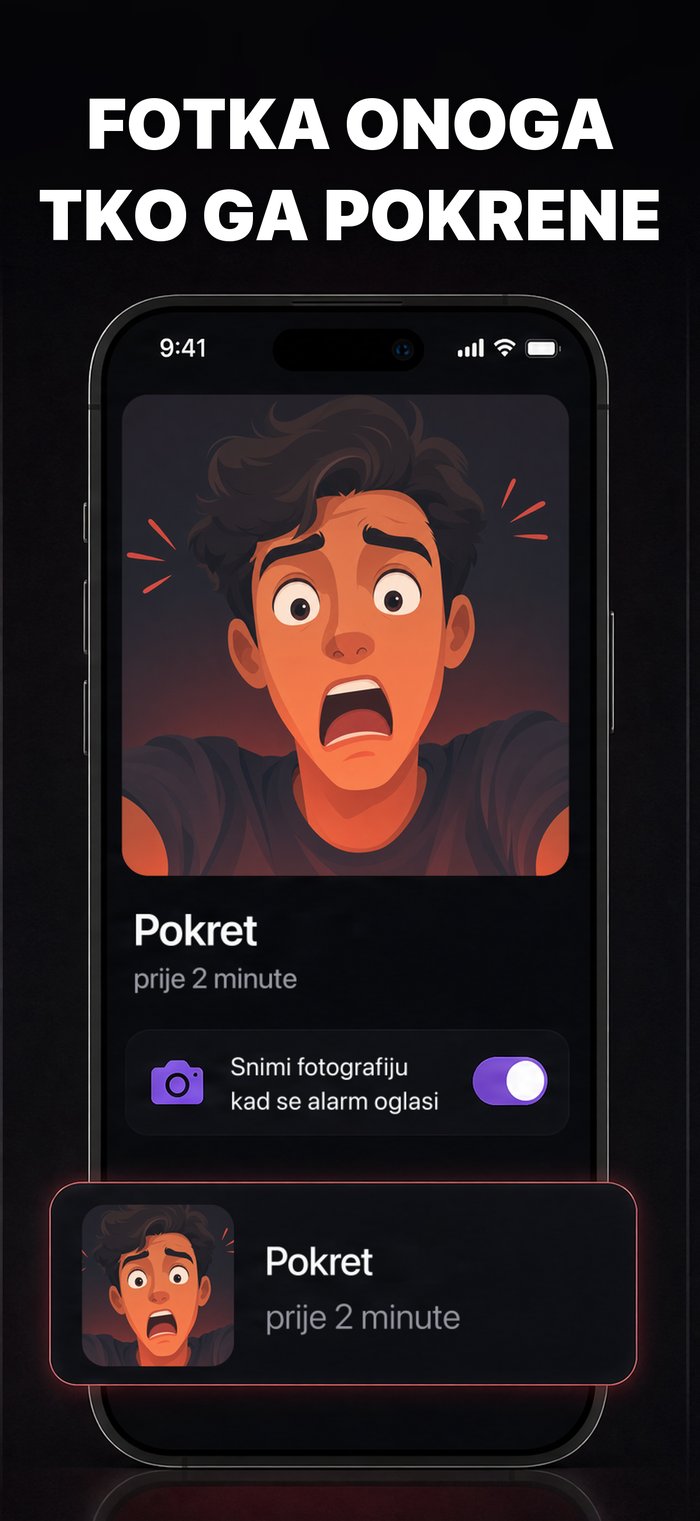 FOTKA ONOGA
TKO GA POKRENE
9:41
Pokret
prije 2 minute
Snimi fotografiju
kad se alarm oglasi
Pokret
prije 2 minute